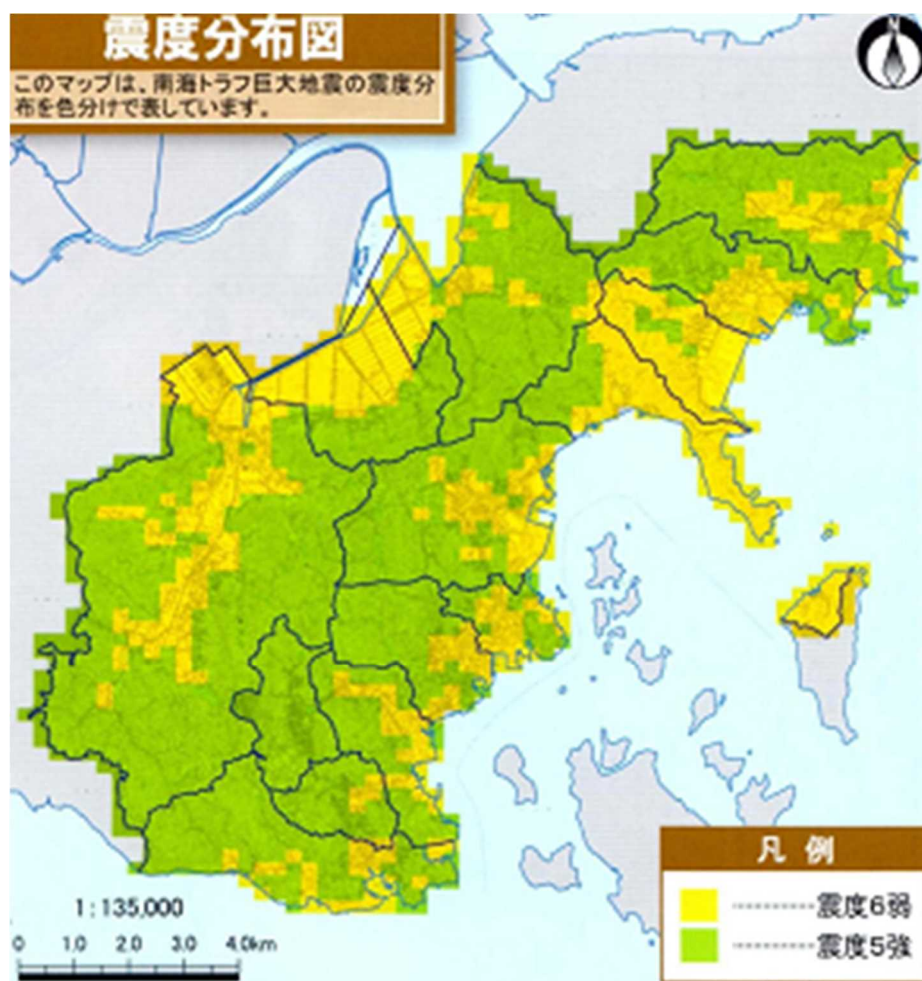 震度分布図
このマップは、南海トラフ巨大地震の震度分
布を色分けで表しています。
N
1:135,000
0 1.0 2.0 3.0 4.0km
凡例
震度6弱
震度5強